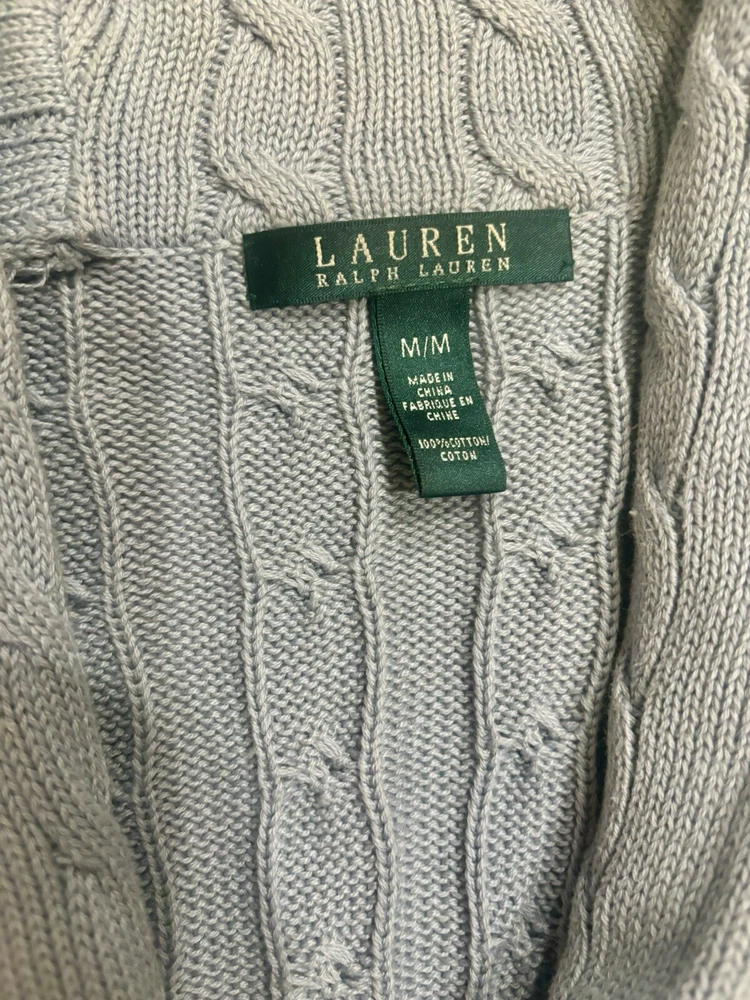 LAUREN
RALPH LAUREN
M/M
MADE IN
CHINA
FABRIQUE EN
CHINE
100%COTTON/
COTON